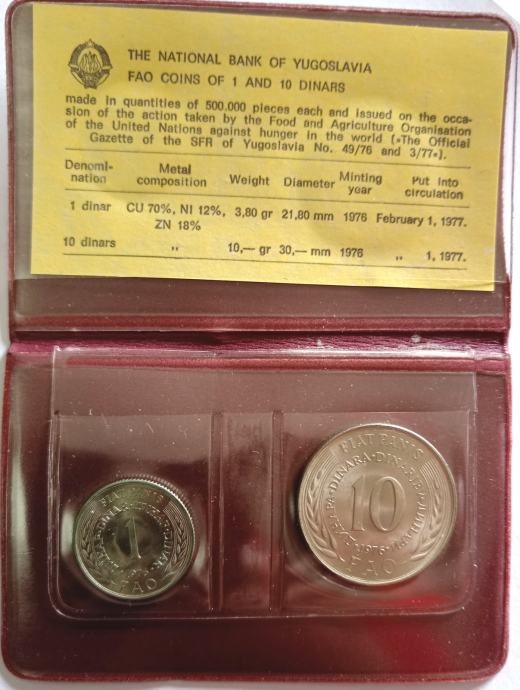 THE NATIONAL BANK OF YUGOSLAVIA
FAO COINS OF 1 AND 10 DINARS
made in quantities of 500.000 pieces each and issued on the occa-
sion of the action taken by the Food and Agriculture Organisation
of the United Nations against hunger in the world (»The Official
Gazette of the SFR of Yugoslavia No. 49/76 and 3/77«).
Denomi-nation Metal composition Weight Diameter Minting year Put into circulation
1 dinar CU 70%, NI 12%, 3,80 gr 21,80 mm 1976 February 1, 1977.
ZN 18%
10 dinars „ 10,— gr 30,— mm 1976 „ 1, 1977.
FIAT PANIS
1
FAO
FIAT PANIS
DINARA·DINARJEV
10
1976
FAO